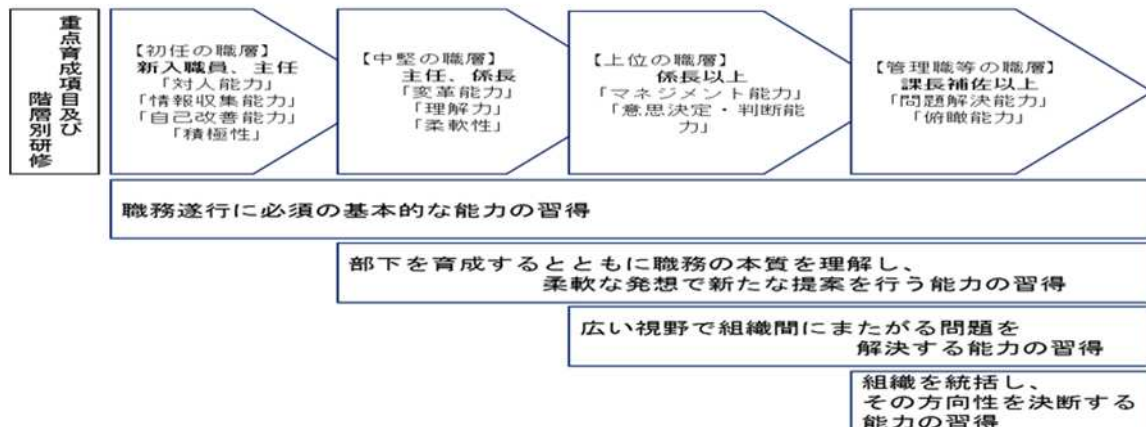 重点育成項目及び
階層別研修
【初任の職層】
新入職員、主任
「対人能力」
「情報収集能力」
「自己改善能力」
「積極性」
【中堅の職層】
主任、係長
「変革能力」
「理解力」
「柔軟性」
【上位の職層】
係長以上
「マネジメント能力」
「意思決定・判断能
力」
【管理職等の職層】
課長補佐以上
「問題解決能力」
「俯瞰能力」
職務遂行に必須の基本的な能力の習得
部下を育成するとともに職務の本質を理解し、
柔軟な発想で新たな提案を行う能力の習得
広い視野で組織間にまたがる問題を
解決する能力の習得
組織を統括し、
その方向性を決断する
能力の習得